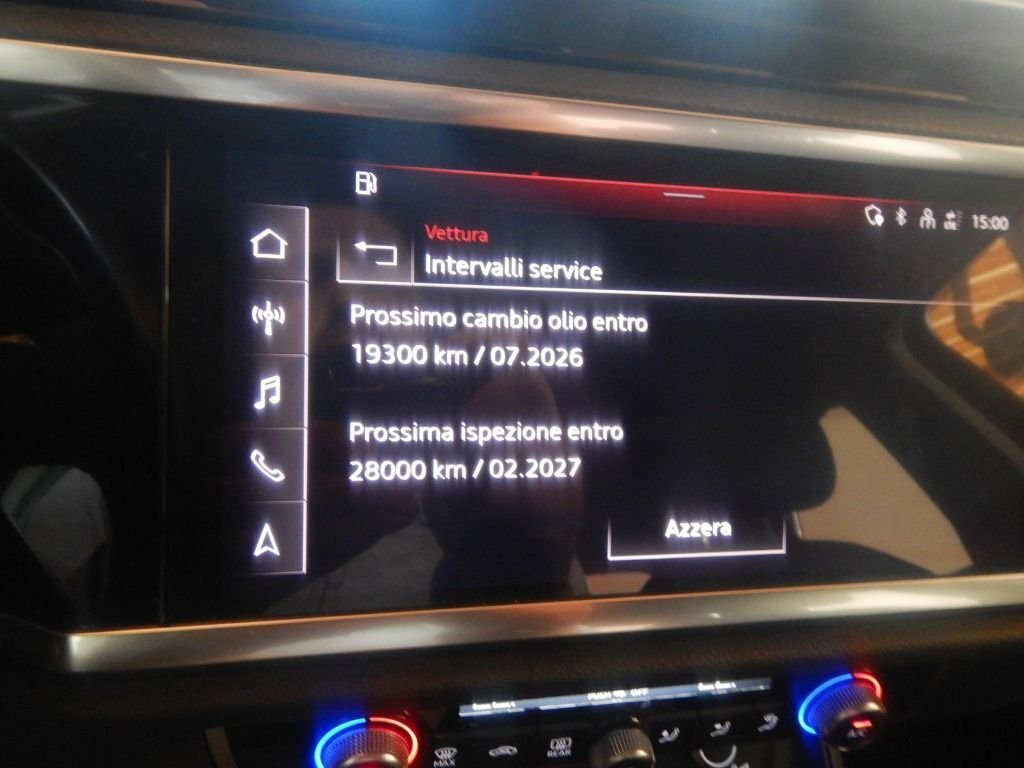 15:00
Vettura
Intervalli service
Prossimo cambio olio entro
19300 km / 07.2026
Prossima ispezione entro
28000 km / 02.2027
Azzera
MAX
REAR
A/C